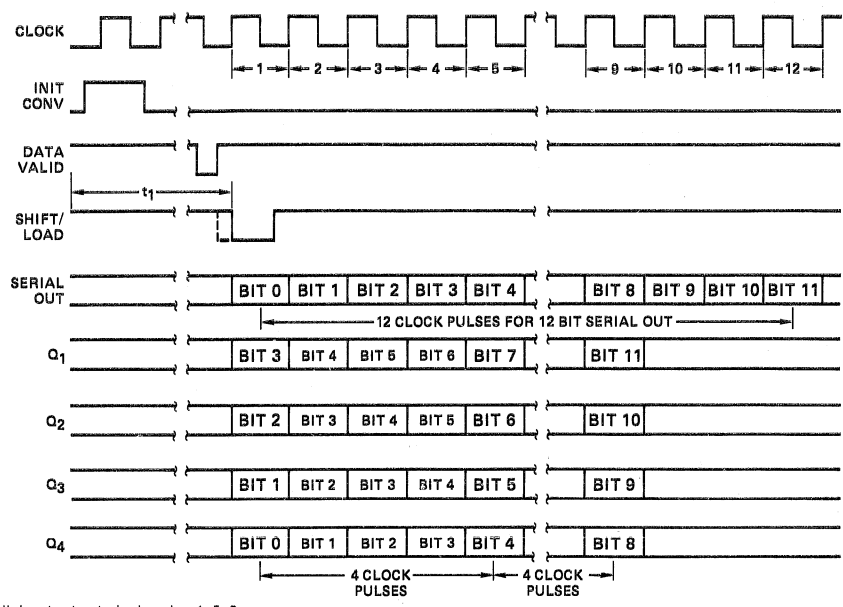 CLOCK
1 2 3 4 5 9 10 11 12
INIT
CONV
DATA
VALID
t1
SHIFT/
LOAD
SERIAL
OUT
BIT 0 BIT 1 BIT 2 BIT 3 BIT 4 BIT 8 BIT 9 BIT 10 BIT 11
12 CLOCK PULSES FOR 12 BIT SERIAL OUT
Q1 BIT 3 BIT 4 BIT 5 BIT 6 BIT 7 BIT 11
Q2 BIT 2 BIT 3 BIT 4 BIT 5 BIT 6 BIT 10
Q3 BIT 1 BIT 2 BIT 3 BIT 4 BIT 5 BIT 9
Q4 BIT 0 BIT 1 BIT 2 BIT 3 BIT 4 BIT 8
4 CLOCK
PULSES
4 CLOCK
PULSES